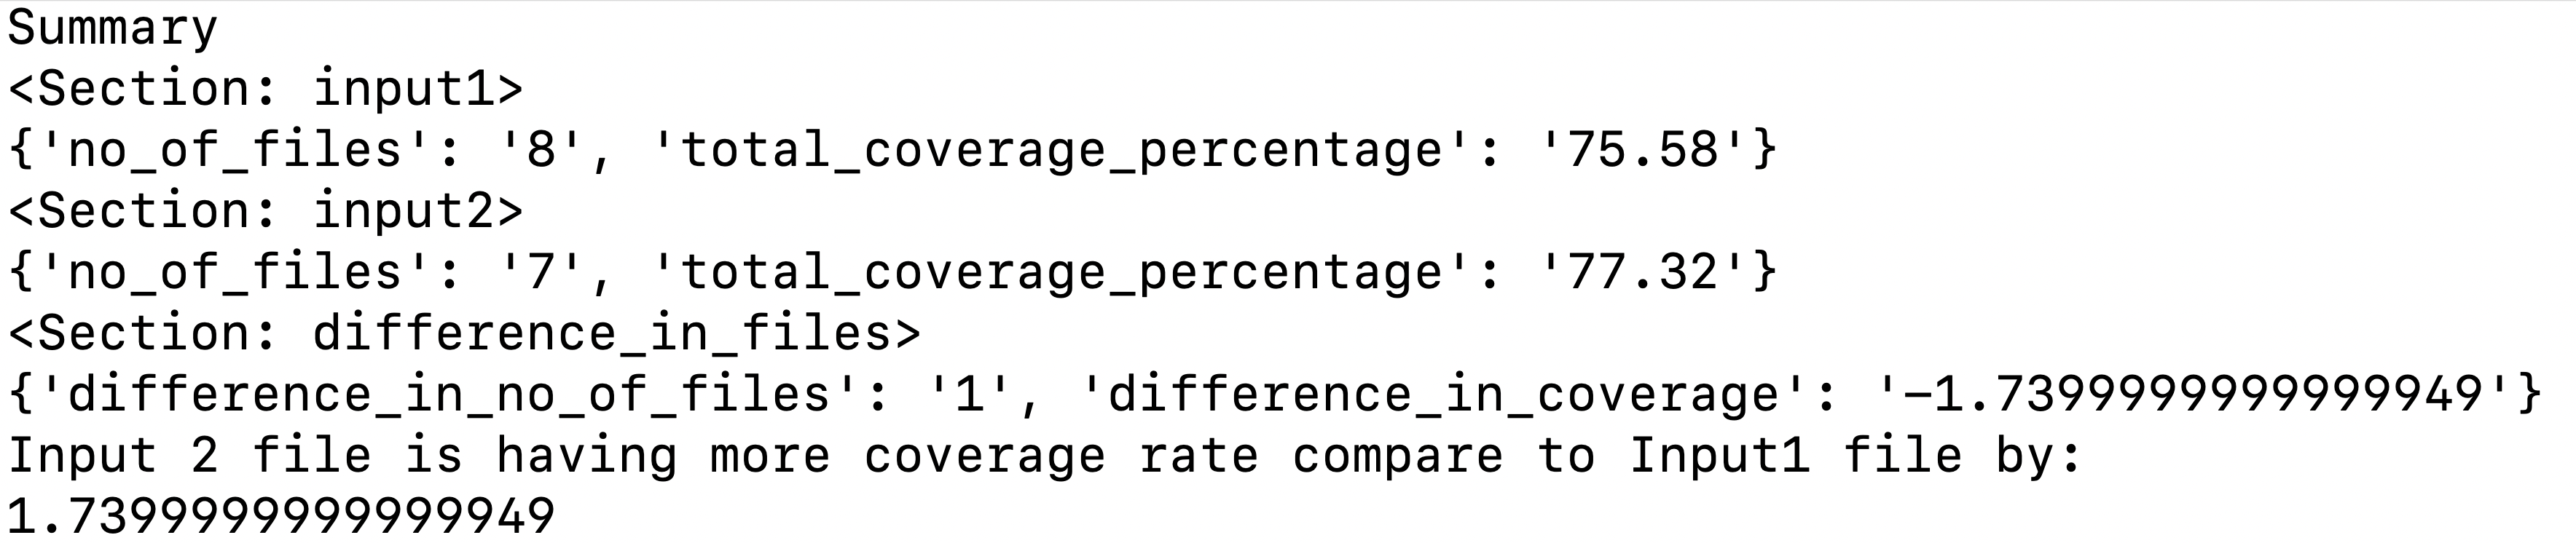 Summary
<Section: input1>
{'no_of_files': '8', 'total_coverage_percentage': '75.58'}
<Section: input2>
{'no_of_files': '7', 'total_coverage_percentage': '77.32'}
<Section: difference_in_files>
{'difference_in_no_of_files': '1', 'difference_in_coverage': '-1.7399999999999949'}
Input 2 file is having more coverage rate compare to Input1 file by:
1.7399999999999949